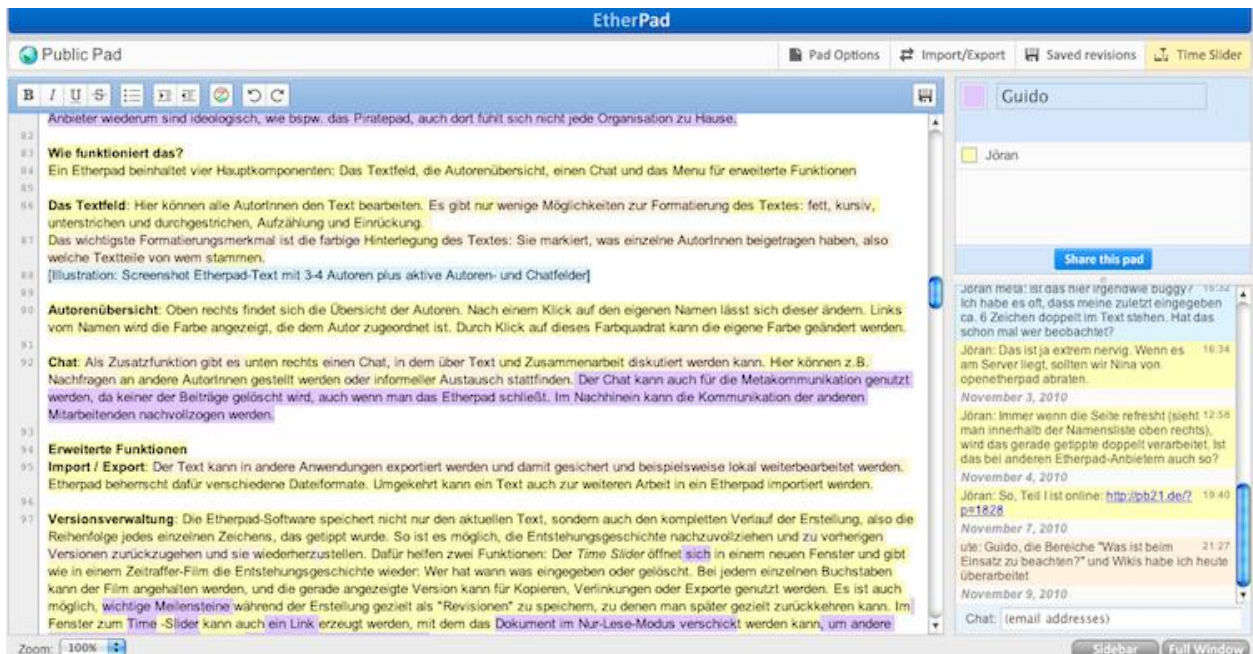 EtherPad
Public Pad
Pad Options
Import/Export
Saved revisions
Time Slider
B I U S
Anbieter wiederum sind ideologisch, wie bspw. das Piratepad, auch dort fühlt sich nicht jede Organisation zu Hause.
82
83 Wie funktioniert das?
84 Ein Etherpad beinhaltet vier Hauptkomponenten: Das Textfeld, die Autorenübersicht, einen Chat und das Menu für erweiterte Funktionen
85
86 Das Textfeld: Hier können alle AutorInnen den Text bearbeiten. Es gibt nur wenige Möglichkeiten zur Formatierung des Textes: fett, kursiv,
unterstrichen und durchgestrichen, Aufzählung und Einrückung.
87 Das wichtigste Formatierungsmerkmal ist die farbige Hinterlegung des Textes: Sie markiert, was einzelne AutorInnen beigetragen haben, also
welche Textteile von wem stammen.
88 [Illustration: Screenshot Etherpad-Text mit 3-4 Autoren plus aktive Autoren- und Chatfelder]
89
90 Autorenübersicht: Oben rechts findet sich die Übersicht der Autoren. Nach einem Klick auf den eigenen Namen lässt sich dieser ändern. Links
vom Namen wird die Farbe angezeigt, die dem Autor zugeordnet ist. Durch Klick auf dieses Farbquadrat kann die eigene Farbe geändert werden.
91
92 Chat: Als Zusatzfunktion gibt es unten rechts einen Chat, in dem über Text und Zusammenarbeit diskutiert werden kann. Hier können z.B.
Nachfragen an andere AutorInnen gestellt werden oder informeller Austausch stattfinden. Der Chat kann auch für die Metakommunikation genutzt
werden, da keiner der Beiträge gelöscht wird, auch wenn man das Etherpad schließt. Im Nachhinein kann die Kommunikation der anderen
Mitarbeitenden nachvollzogen werden.
93
94 Erweiterte Funktionen
95 Import / Export: Der Text kann in andere Anwendungen exportiert werden und damit gesichert und beispielsweise lokal weiterbearbeitet werden.
Etherpad beherrscht dafür verschiedene Dateiformate. Umgekehrt kann ein Text auch zur weiteren Arbeit in ein Etherpad importiert werden.
96
97 Versionsverwaltung: Die Etherpad-Software speichert nicht nur den aktuellen Text, sondern auch den kompletten Verlauf der Erstellung, also die
Reihenfolge jedes einzelnen Zeichens, das getippt wurde. So ist es möglich, die Entstehungsgeschichte nachzuvollziehen und zu vorherigen
Versionen zurückzugehen und sie wiederherzustellen. Dafür helfen zwei Funktionen: Der Time Slider öffnet sich in einem neuen Fenster und gibt
wie in einem Zeitraffer-Film die Entstehungsgeschichte wieder: Wer hat wann was eingegeben oder gelöscht. Bei jedem einzelnen Buchstaben
kann der Film angehalten werden, und die gerade angezeigte Version kann für Kopieren, Verlinkungen oder Exporte genutzt werden. Es ist auch
möglich, wichtige Meilensteine während der Erstellung gezielt als "Revisionen" zu speichern, zu denen man später gezielt zurückkehren kann. Im
Fenster zum Time -Slider kann auch ein Link erzeugt werden, mit dem das Dokument im Nur-Lese-Modus verschickt werden kann, um andere
Zoom: 100%
Guido
Jöran
Share this pad
Jöran meta: ist das hier irgendwie buggy? 16:32
Ich habe es oft, dass meine zuletzt eingegeben
ca. 6 Zeichen doppelt im Text stehen. Hat das
schon mal wer beobachtet?
Jöran: Das ist ja extrem nervig. Wenn es 16:34
am Server liegt, sollten wir Nina von
openetherpad abraten.
November 3, 2010
Jöran: Immer wenn die Seite refresht (sieht 12:58
man innerhalb der Namensliste oben rechts),
wird das gerade getippte doppelt verarbeitet. Ist
das bei anderen Etherpad-Anbietern auch so?
November 4, 2010
Jöran: So, Teil I ist online: http://pb21.de/? 19:40
p=1828
November 7, 2010
ute: Guido, die Bereiche "Was ist beim 21:27
Einsatz zu beachten?" und Wikis habe ich heute
überarbeitet
November 9, 2010
Chat: (email addresses)
Sidebar
Full Window